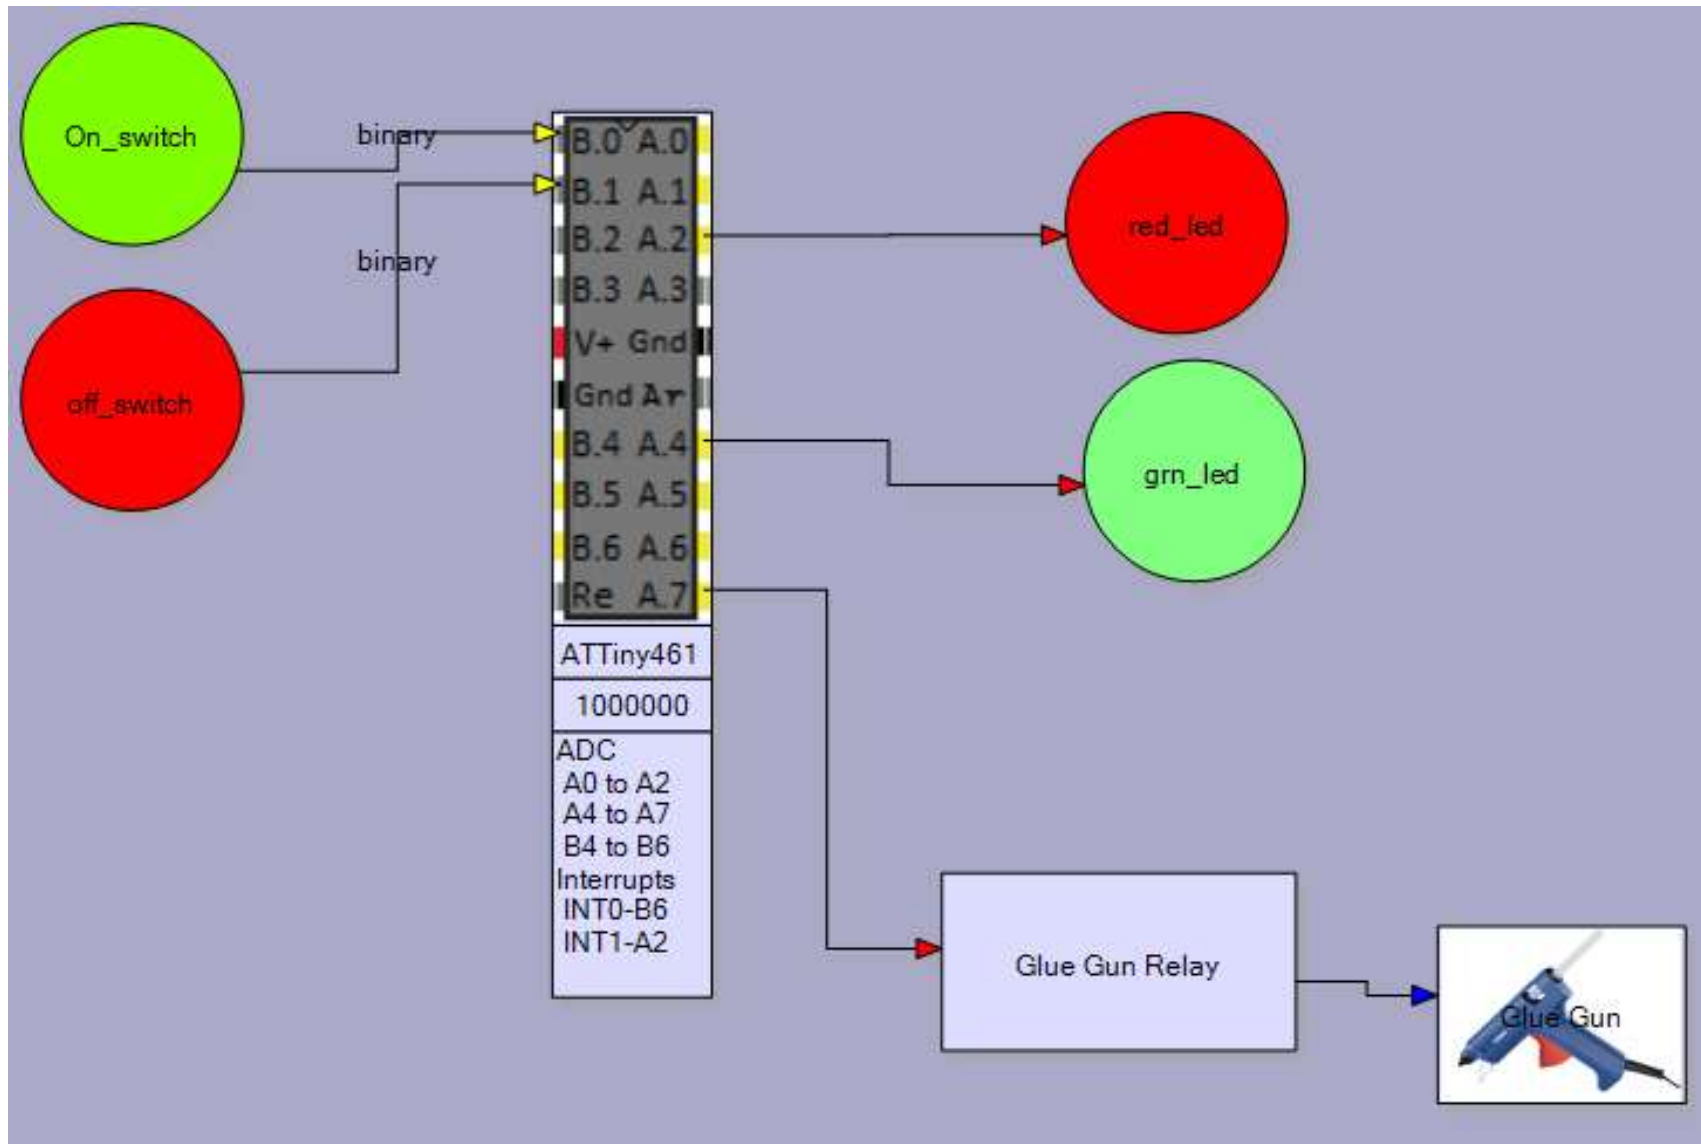 On_switch
binary
off_switch
binary
B.0 A.0
B.1 A.1
B.2 A.2
B.3 A.3
V+ Gnd
Gnd Ar
B.4 A.4
B.5 A.5
B.6 A.6
Re A.7
ATTiny461
1000000
ADC
A0 to A2
A4 to A7
B4 to B6
Interrupts
INT0-B6
INT1-A2
red_led
grn_led
Glue Gun Relay
Glue Gun